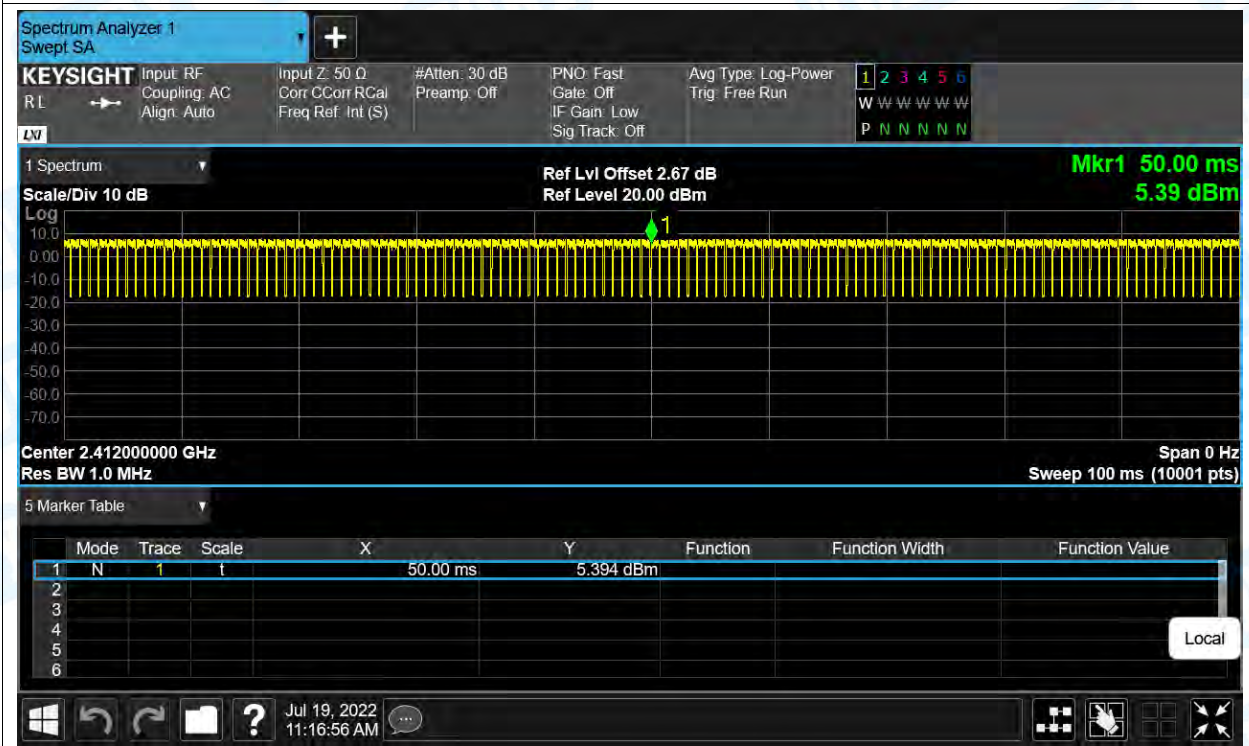 Spectrum Analyzer 1
Swept SA
+
KEYSIGHT Input: RF Input Z: 50 Ω #Atten: 30 dB PNO: Fast Avg Type: Log-Power 1 2 3 4 5 6
RL Coupling: AC Corr CCorr RCal Preamp: Off Gate: Off Trig: Free Run W W W W W W
Align: Auto Freq Ref: Int (S) IF Gain: Low
LXI Sig Track: Off P N N N N N
1 Spectrum Ref Lvl Offset 2.67 dB Mkr1 50.00 ms
Scale/Div 10 dB Ref Level 20.00 dBm 5.39 dBm
Log
1
10.0
0.00
-10.0
-20.0
-30.0
-40.0
-50.0
-60.0
-70.0
Center 2.412000000 GHz Span 0 Hz
Res BW 1.0 MHz Sweep 100 ms (10001 pts)
5 Marker Table
Mode Trace Scale X Y Function Function Width Function Value
1 N 1 t 50.00 ms 5.394 dBm
2
3
4
5
6
Local
? Jul 19, 2022
11:16:56 AM